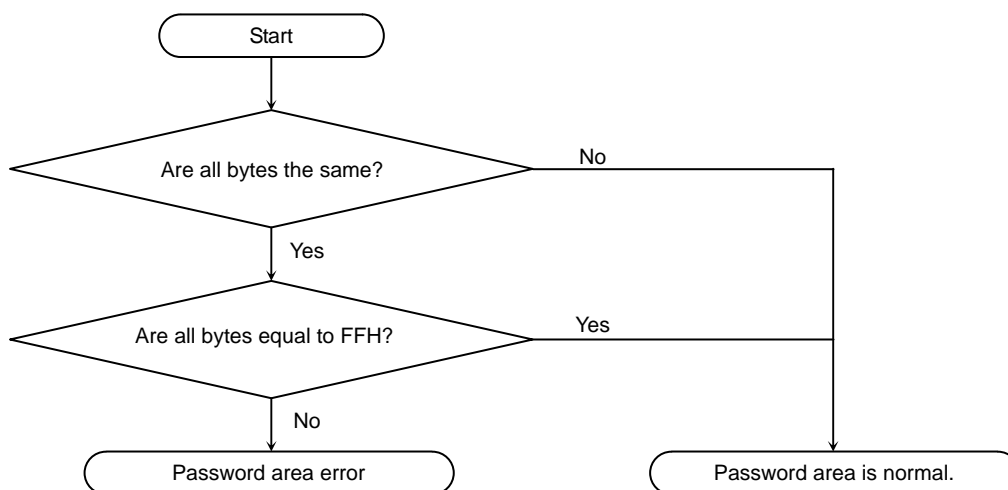 Start
Are all bytes the same?
No
Yes
Are all bytes equal to FFH?
Yes
No
Password area error
Password area is normal.